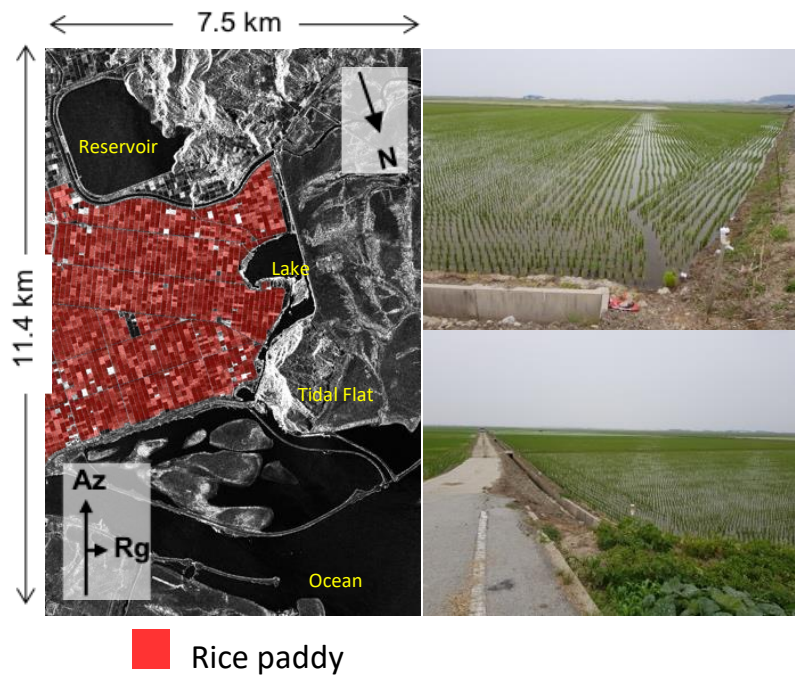 7.5 km
11.4 km
Reservoir
N
Lake
Tidal Flat
Az
Rg
Ocean
Rice paddy